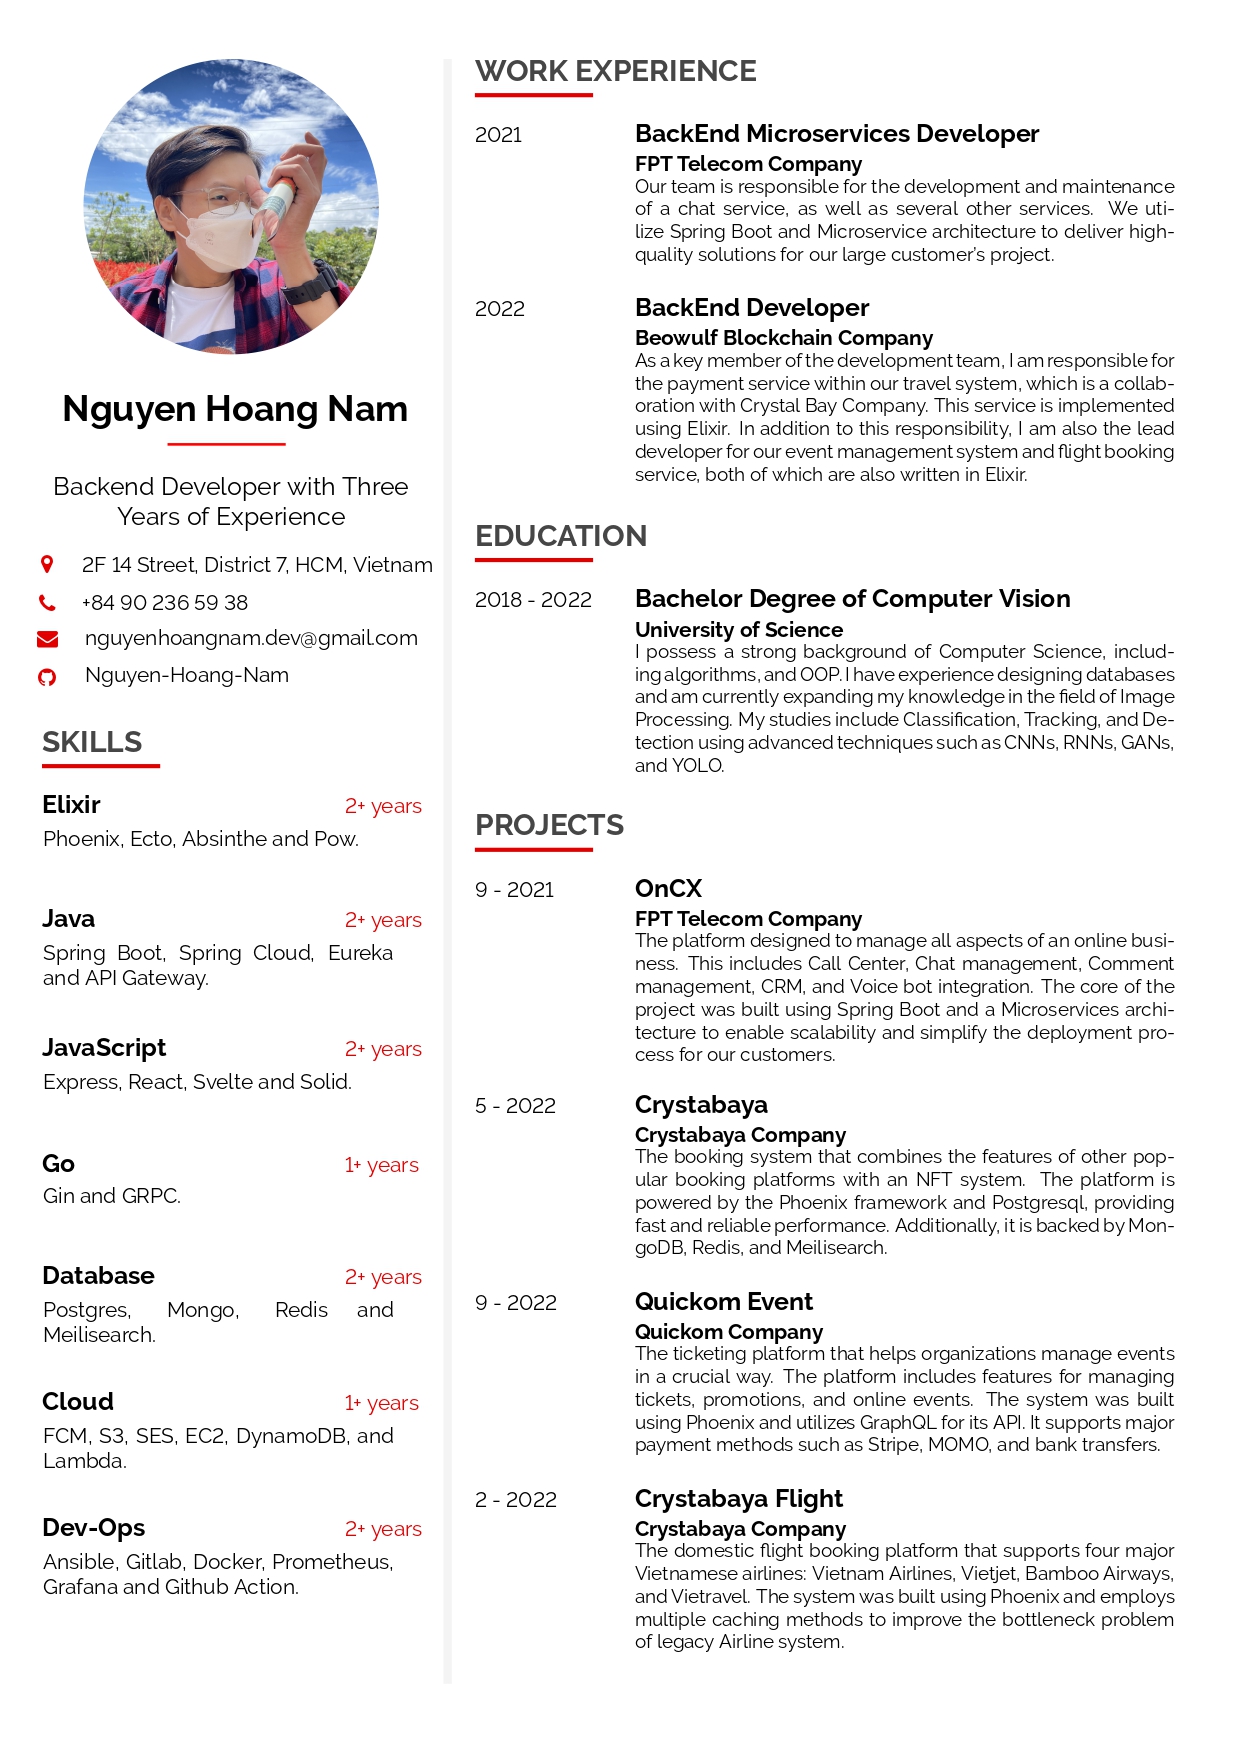 Nguyen Hoang Nam
Backend Developer with Three
Years of Experience
2F 14 Street, District 7, HCM, Vietnam
+84 90 236 59 38
nguyenhoangnam.dev@gmail.com
Nguyen-Hoang-Nam
SKILLS
Elixir 2+ years
Phoenix, Ecto, Absinthe and Pow.
Java 2+ years
Spring Boot, Spring Cloud, Eureka
and API Gateway.
JavaScript 2+ years
Express, React, Svelte and Solid.
Go 1+ years
Gin and GRPC.
Database 2+ years
Postgres, Mongo, Redis and
Meilisearch.
Cloud 1+ years
FCM, S3, SES, EC2, DynamoDB, and
Lambda.
Dev-Ops 2+ years
Ansible, Gitlab, Docker, Prometheus,
Grafana and Github Action.
WORK EXPERIENCE
2021 BackEnd Microservices Developer
FPT Telecom Company
Our team is responsible for the development and maintenance
of a chat service, as well as several other services. We uti-
lize Spring Boot and Microservice architecture to deliver high-
quality solutions for our large customer's project.
2022 BackEnd Developer
Beowulf Blockchain Company
As a key member of the development team, I am responsible for
the payment service within our travel system, which is a collab-
oration with Crystal Bay Company. This service is implemented
using Elixir. In addition to this responsibility, I am also the lead
developer for our event management system and flight booking
service, both of which are also written in Elixir.
EDUCATION
2018 - 2022 Bachelor Degree of Computer Vision
University of Science
I possess a strong background of Computer Science, includ-
ing algorithms, and OOP. I have experience designing databases
and am currently expanding my knowledge in the field of Image
Processing. My studies include Classification, Tracking, and De-
tection using advanced techniques such as CNNs, RNNs, GANs,
and YOLO.
PROJECTS
9 - 2021 OnCX
FPT Telecom Company
The platform designed to manage all aspects of an online busi-
ness. This includes Call Center, Chat management, Comment
management, CRM, and Voice bot integration. The core of the
project was built using Spring Boot and a Microservices archi-
tecture to enable scalability and simplify the deployment pro-
cess for our customers.
5 - 2022 Crystabaya
Crystabaya Company
The booking system that combines the features of other pop-
ular booking platforms with an NFT system. The platform is
powered by the Phoenix framework and Postgresql, providing
fast and reliable performance. Additionally, it is backed by Mon-
goDB, Redis, and Meilisearch.
9 - 2022 Quickom Event
Quickom Company
The ticketing platform that helps organizations manage events
in a crucial way. The platform includes features for managing
tickets, promotions, and online events. The system was built
using Phoenix and utilizes GraphQL for its API. It supports major
payment methods such as Stripe, MOMO, and bank transfers.
2 - 2022 Crystabaya Flight
Crystabaya Company
The domestic flight booking platform that supports four major
Vietnamese airlines: Vietnam Airlines, Vietjet, Bamboo Airways,
and Vietravel. The system was built using Phoenix and employs
multiple caching methods to improve the bottleneck problem
of legacy Airline system.